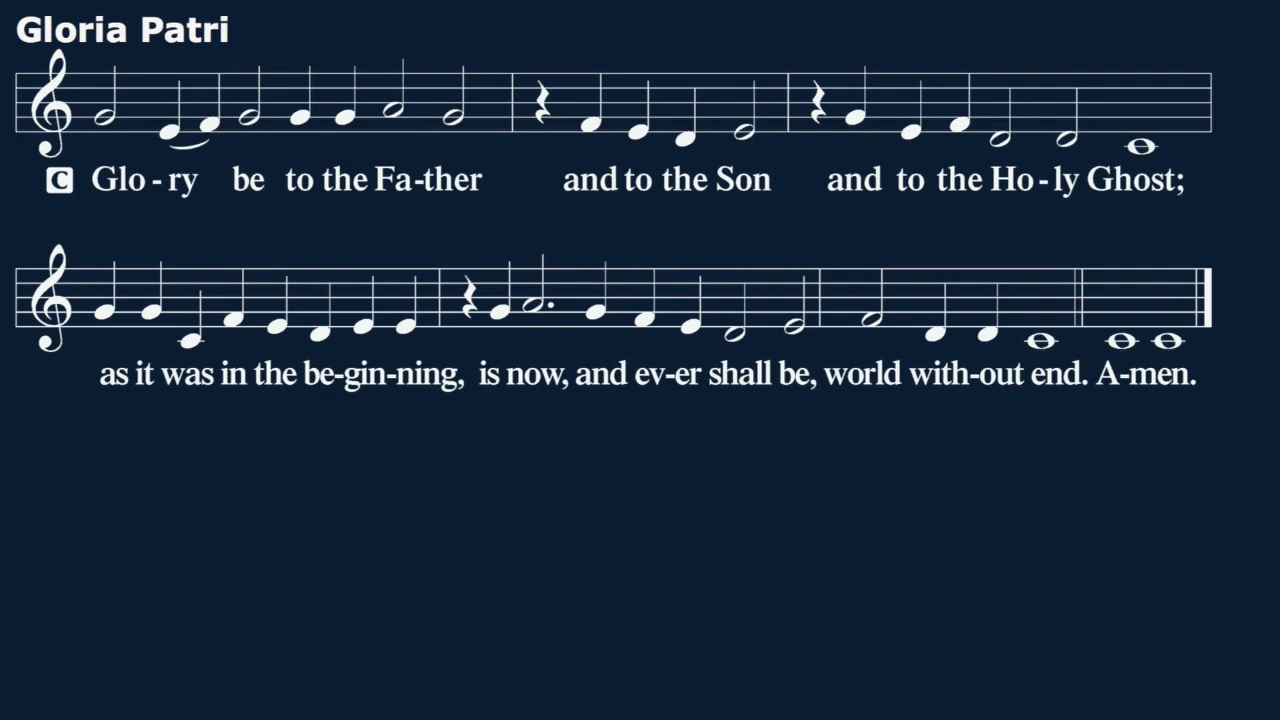 Gloria Patri
C Glo - ry be to the Fa-ther and to the Son and to the Ho - ly Ghost;
as it was in the be-gin-ning, is now, and ev-er shall be, world with-out end. A-men.